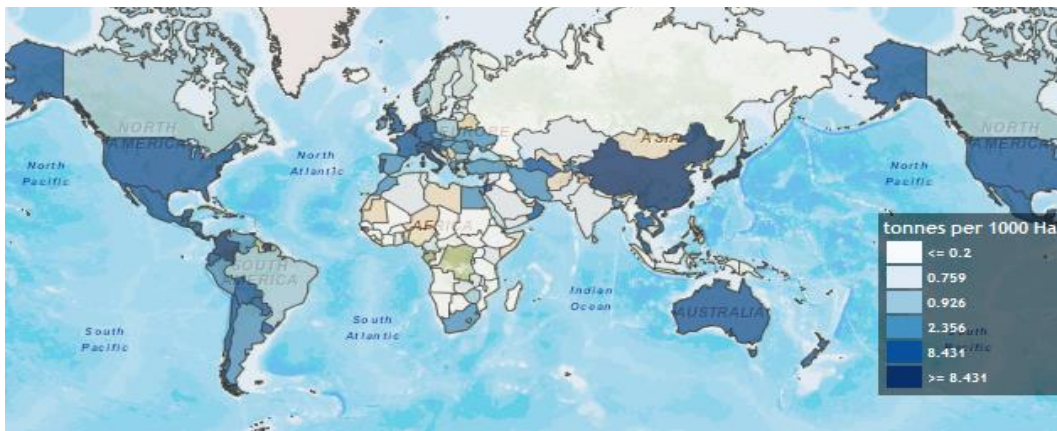 NORTH
AMERICA
North
Pacific
North
Atlantic
EUROPE
ASIA
AFRICA
SOUTH
AMERICA
South
Pacific
South
Atlantic
Indian
Ocean
AUSTRALIA
NORTH
AMERICA
North
Pacific
South
Pacific
tonnes per 1000 Ha
<= 0.2
0.759
0.926
2.356
8.431
>= 8.431